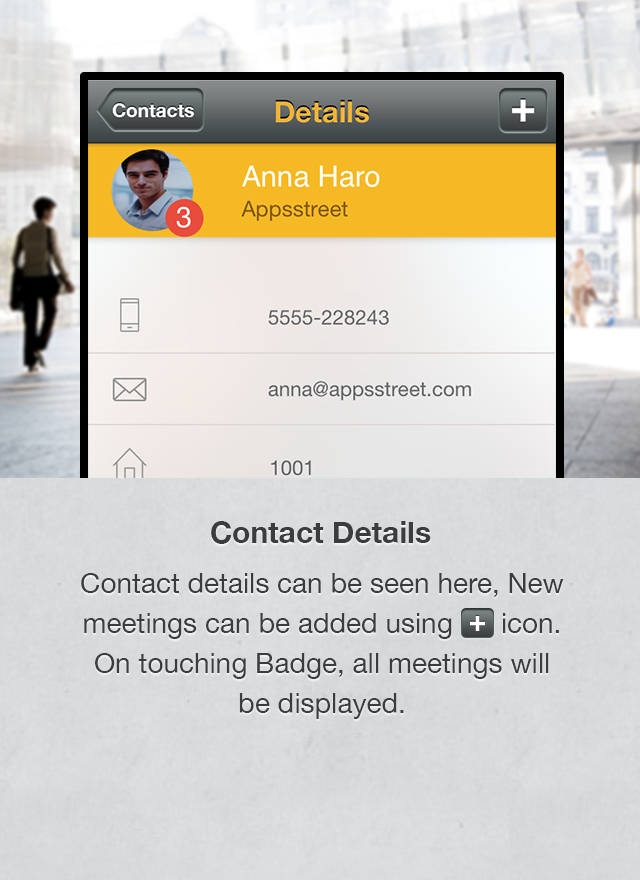 Contacts
Details
+
Anna Haro
Appsstreet
3
5555-228243
anna@appsstreet.com
1001
Contact Details
Contact details can be seen here, New
meetings can be added using + icon.
On touching Badge, all meetings will
be displayed.